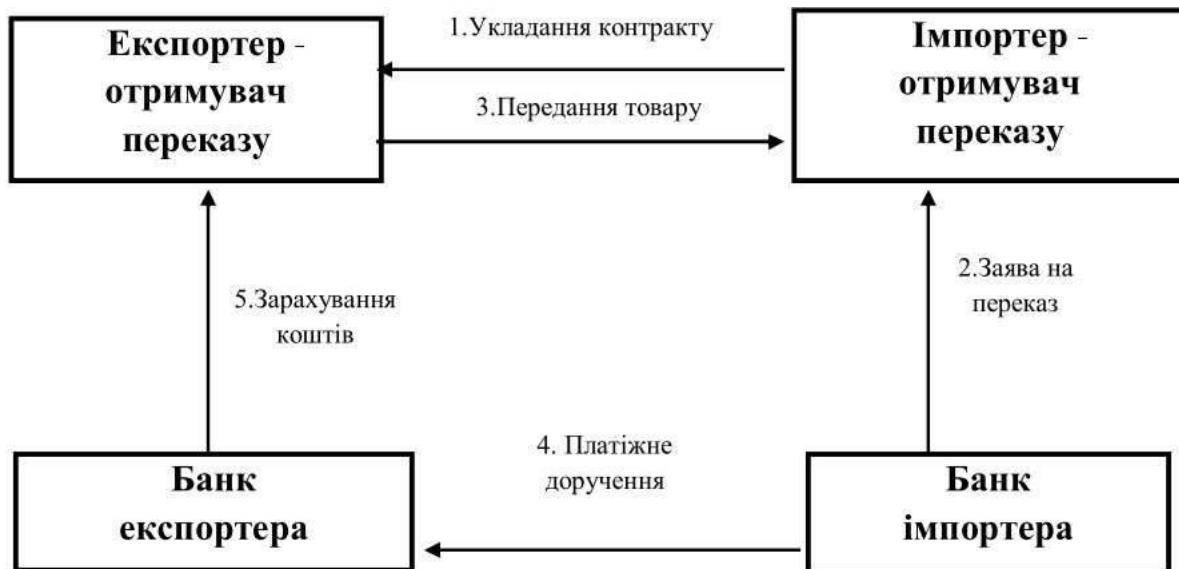 Експортер -
отримувач
переказу
1.Укладання контракту
3.Передання товару
Імпортер -
отримувач
переказу
5.Зарахування
коштів
2.Заява на
переказ
4. Платіжне
доручення
Банк
експортера
Банк
імпортера